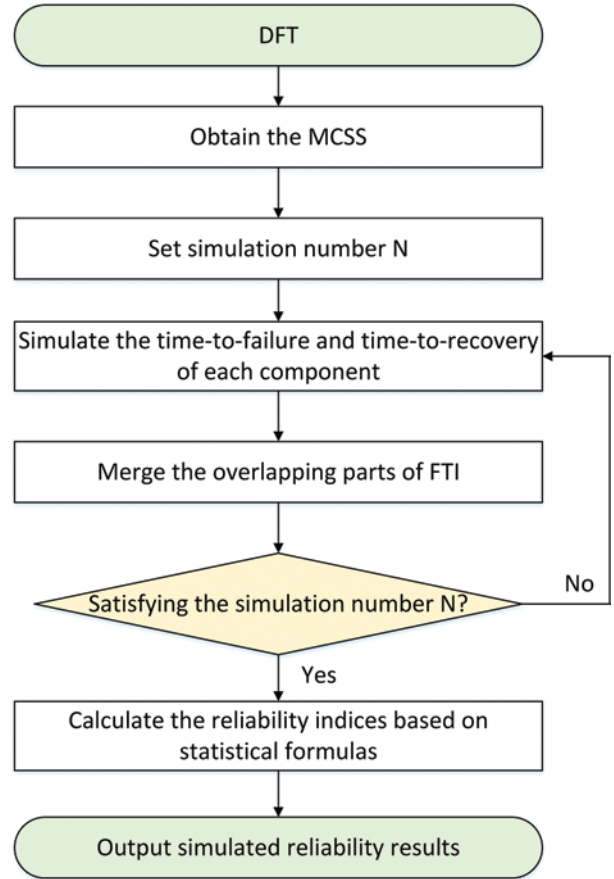 DFT
Obtain the MCSS
Set simulation number N
Simulate the time-to-failure and time-to-recovery
of each component
Merge the overlapping parts of FTI
Satisfying the simulation number N?
No
Yes
Calculate the reliability indices based on
statistical formulas
Output simulated reliability results